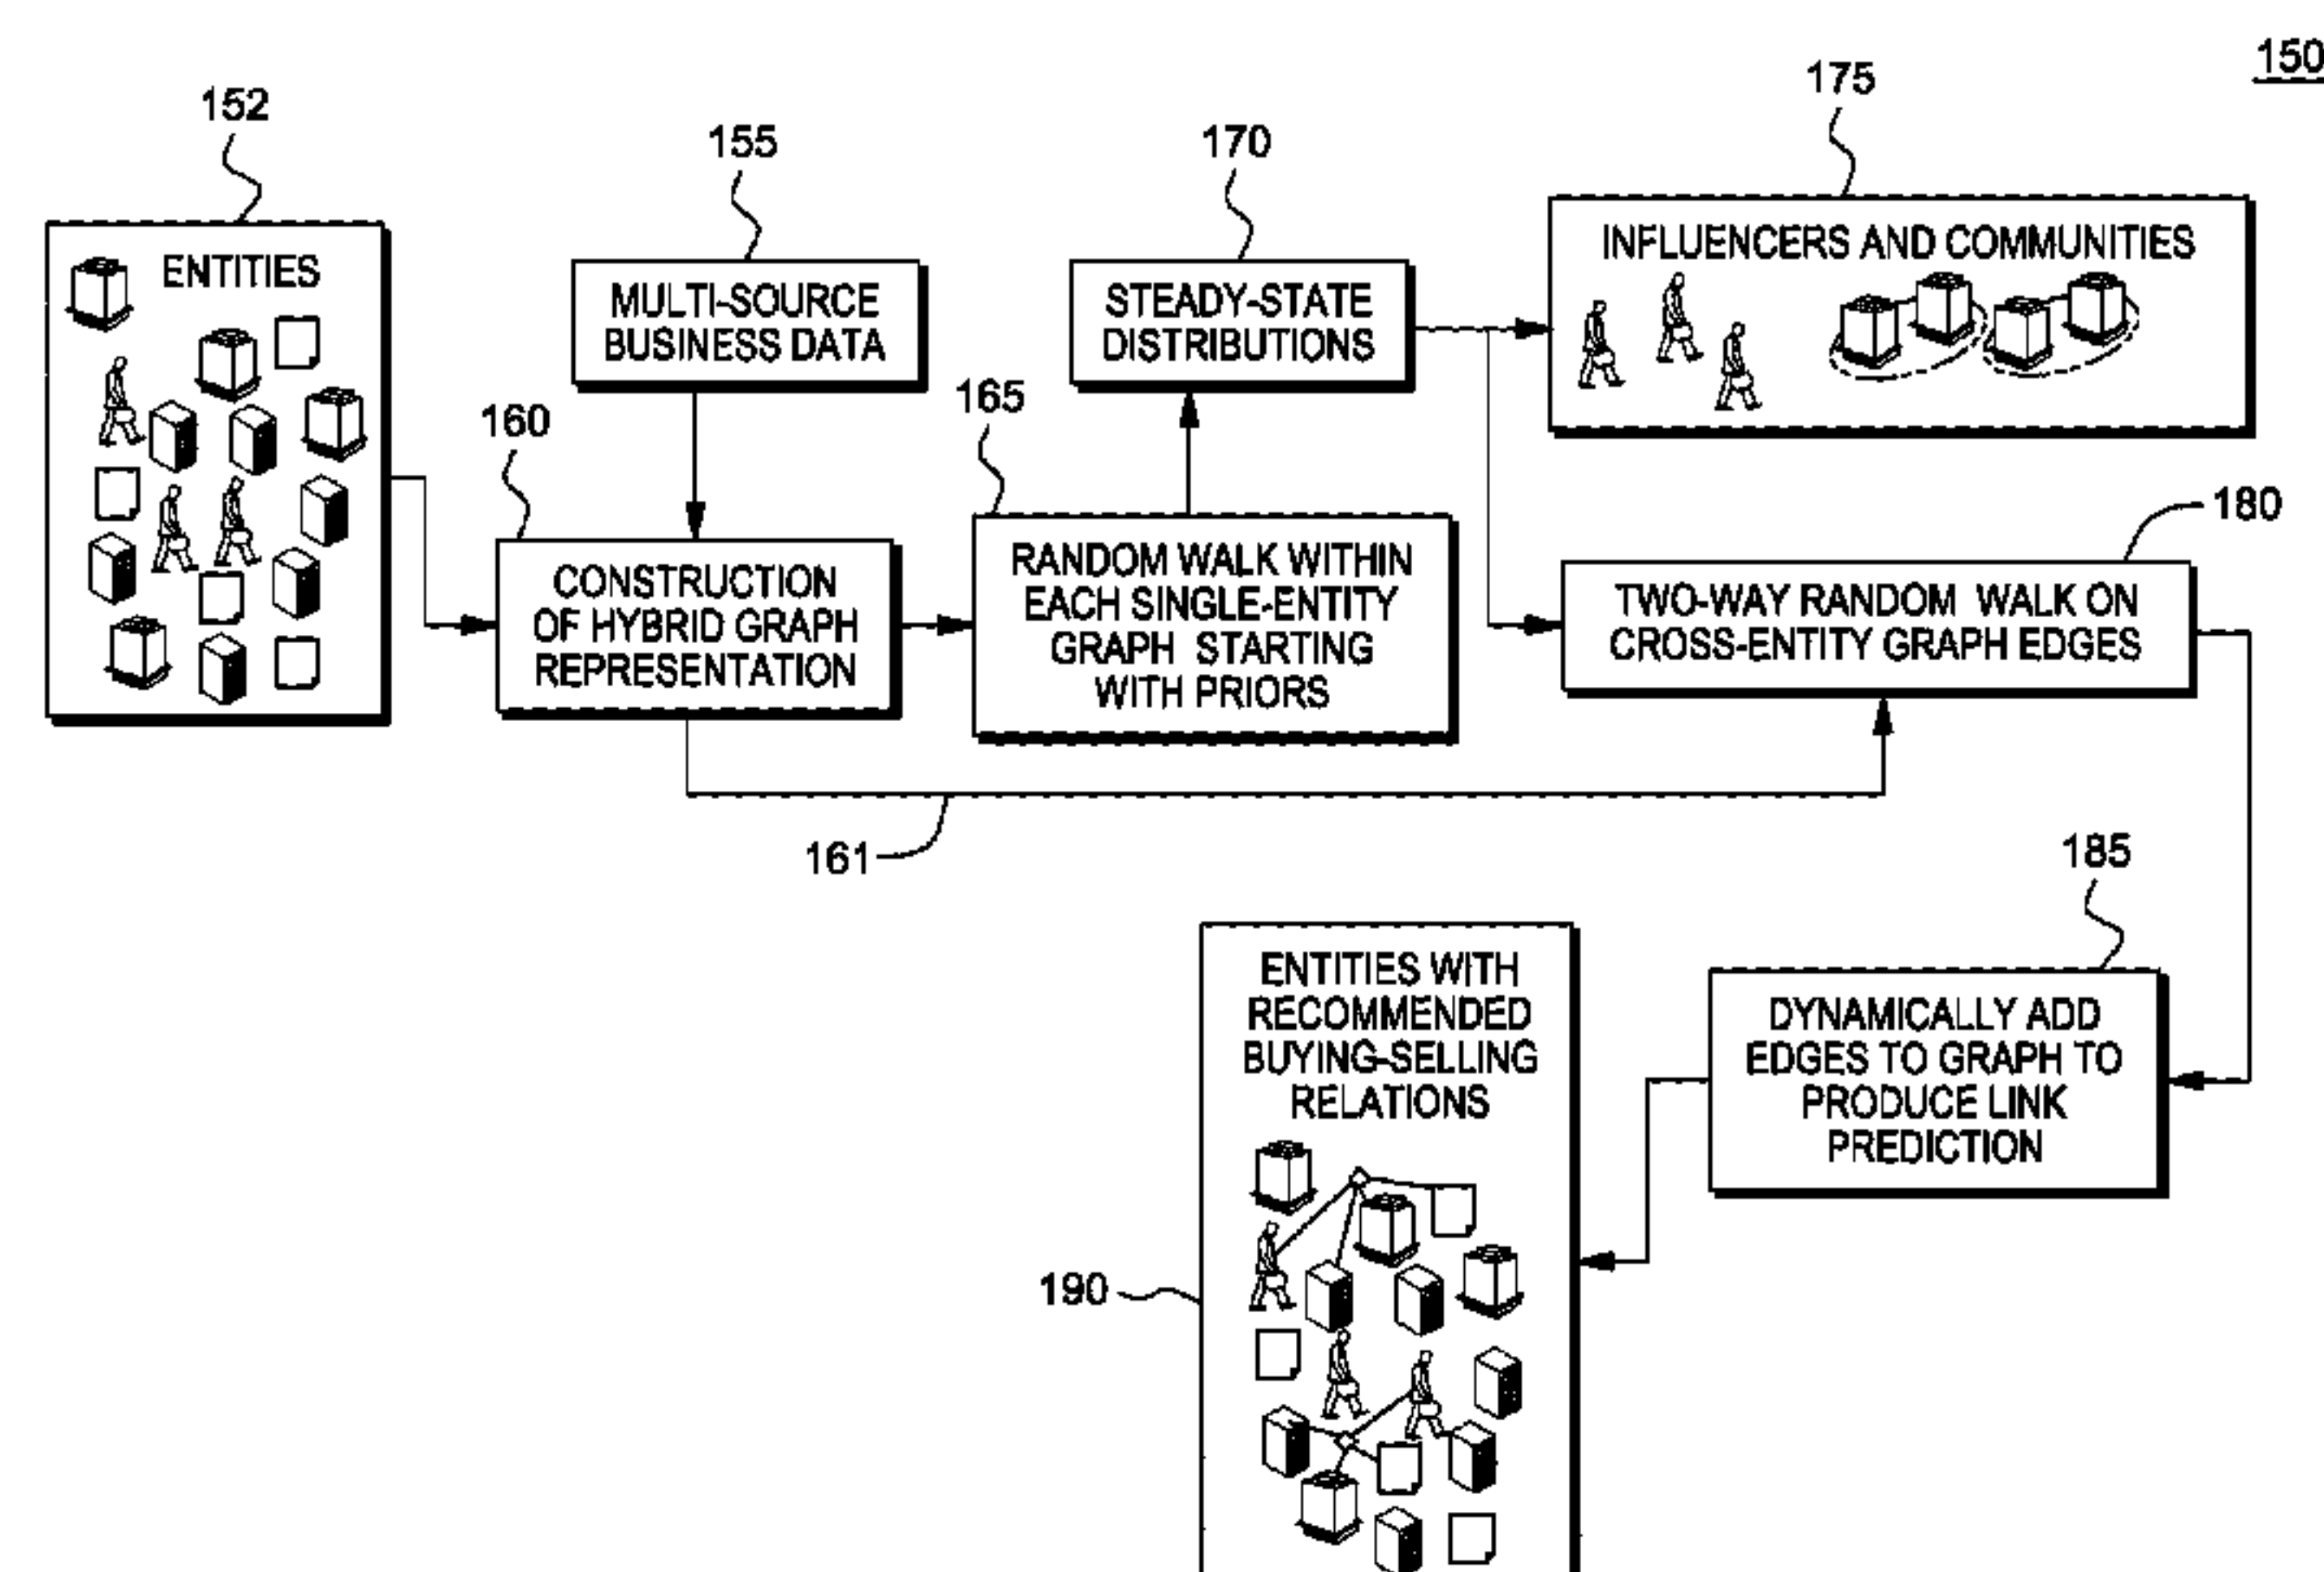 150
152
155
170
175
ENTITIES
MULTI-SOURCE
BUSINESS DATA
STEADY-STATE
DISTRIBUTIONS
INFLUENCERS AND COMMUNITIES
160
165
180
CONSTRUCTION
OF HYBRID GRAPH
REPRESENTATION
RANDOM WALK WITHIN
EACH SINGLE-ENTITY
GRAPH STARTING
WITH PRIORS
TWO-WAY RANDOM WALK ON
CROSS-ENTITY GRAPH EDGES
161
185
ENTITIES WITH
RECOMMENDED
BUYING-SELLING
RELATIONS
DYNAMICALLY ADD
EDGES TO GRAPH TO
PRODUCE LINK
PREDICTION
190